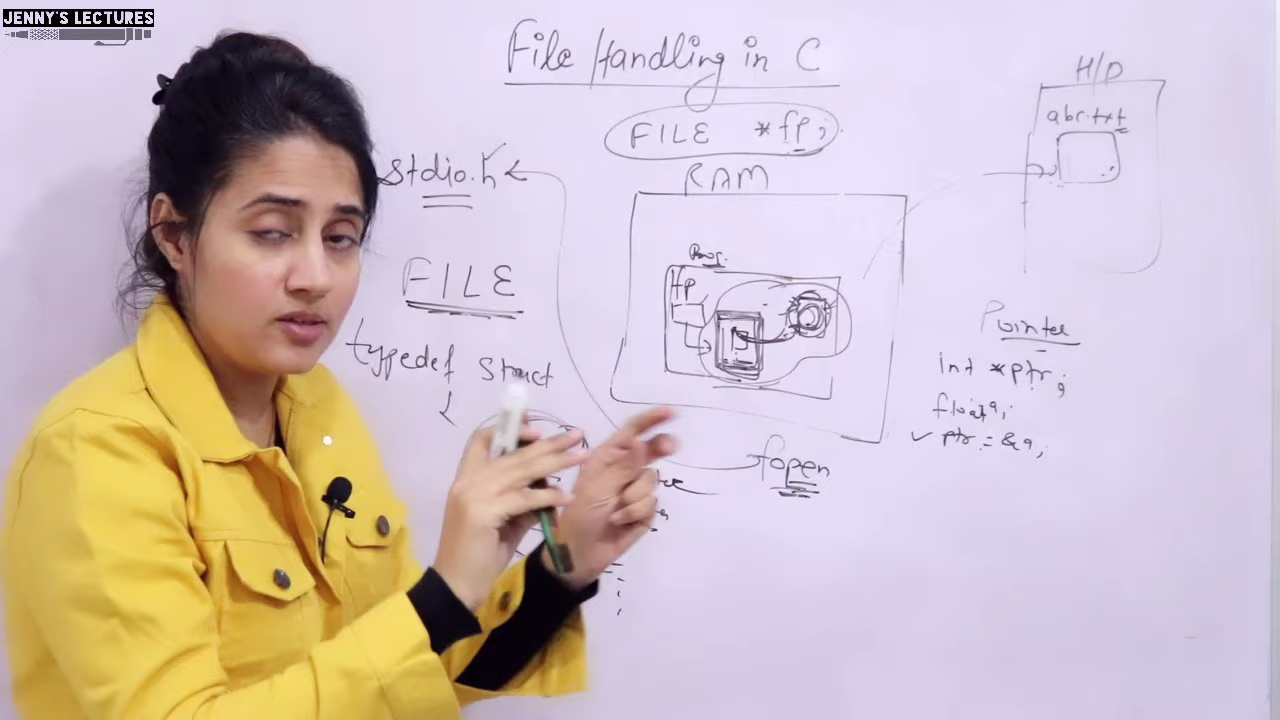 JENNY'S LECTURES
File Handling in C
FILE *fp;
stdio.h
RAM
H/D
abc.txt
FILE
Prog.
fp
typedef struct
Pointer
int *ptr;
float a;
ptr = &a;
fopen